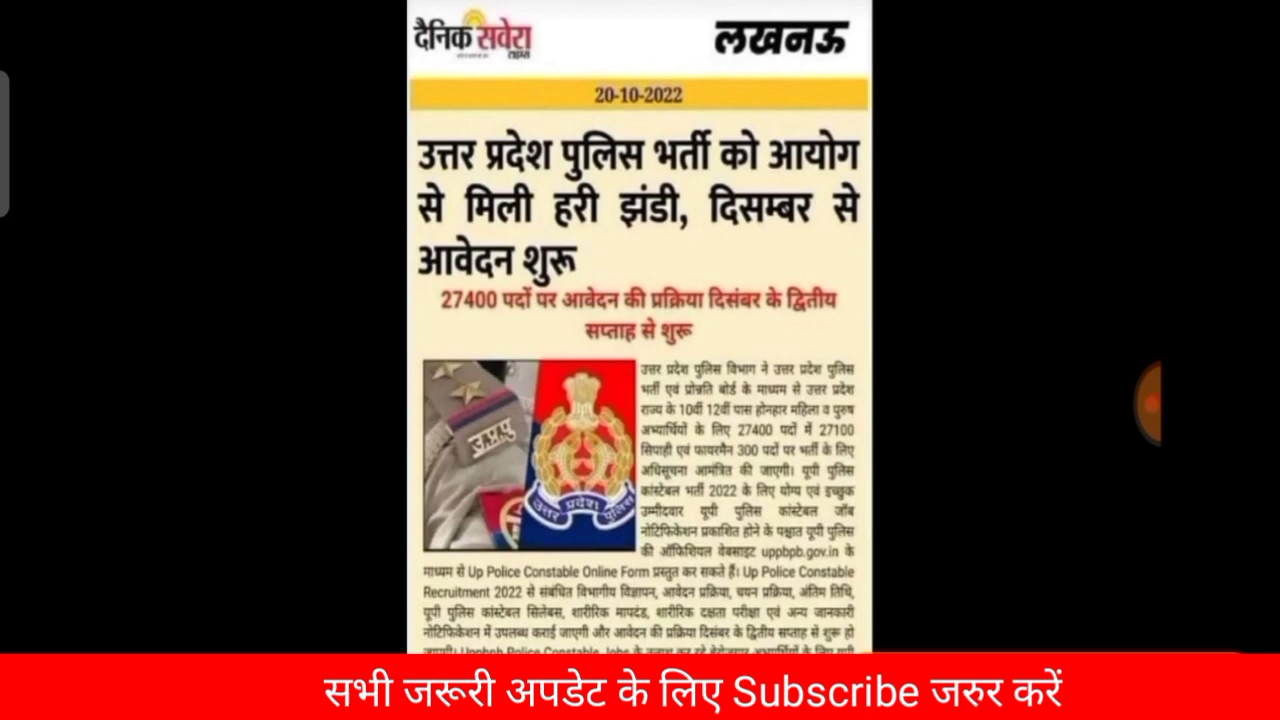 दैनिक सवेरा
टाइम्स
लखनऊ
20-10-2022
उत्तर प्रदेश पुलिस भर्ती को आयोग
से मिली हरी झंडी, दिसम्बर से
आवेदन शुरू
27400 पदों पर आवेदन की प्रक्रिया दिसंबर के द्वितीय
सप्ताह से शुरू
उ.प्र.पु
उत्तर प्रदेश पुलिस
उत्तर प्रदेश पुलिस विभाग ने उत्तर प्रदेश पुलिस
भर्ती एवं प्रोन्नति बोर्ड के माध्यम से उत्तर प्रदेश
राज्य के 10वीं 12वीं पास होनहार महिला व पुरुष
अभ्यार्थियों के लिए 27400 पदों में 27100
सिपाही एवं फायरमैन 300 पदों पर भर्ती के लिए
अधिसूचना आमंत्रित की जाएगी। यूपी पुलिस
कांस्टेबल भर्ती 2022 के लिए योग्य एवं इच्छुक
उम्मीदवार यूपी पुलिस कांस्टेबल जॉब
नोटिफिकेशन प्रकाशित होने के पश्चात यूपी पुलिस
की ऑफिशियल वेबसाइट uppbpb.gov.in के
माध्यम से Up Police Constable Online Form प्रस्तुत कर सकते हैं। Up Police Constable
Recruitment 2022 से संबंधित विभागीय विज्ञापन, आवेदन प्रक्रिया, चयन प्रक्रिया, अंतिम तिथि,
यूपी पुलिस कांस्टेबल सिलेबस, शारीरिक मापदंड, शारीरिक दक्षता परीक्षा एवं अन्य जानकारी
नोटिफिकेशन में उपलब्ध कराई जाएगी और आवेदन की प्रक्रिया दिसंबर के द्वितीय सप्ताह से शुरू हो
सभी जरूरी अपडेट के लिए Subscribe जरुर करें